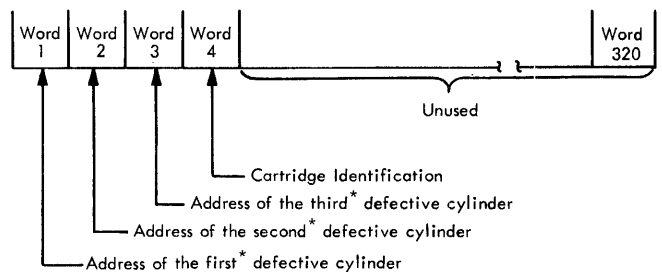 Word 1 Word 2 Word 3 Word 4 Word 320
Unused
Cartridge Identification
Address of the third* defective cylinder
Address of the second* defective cylinder
Address of the first* defective cylinder